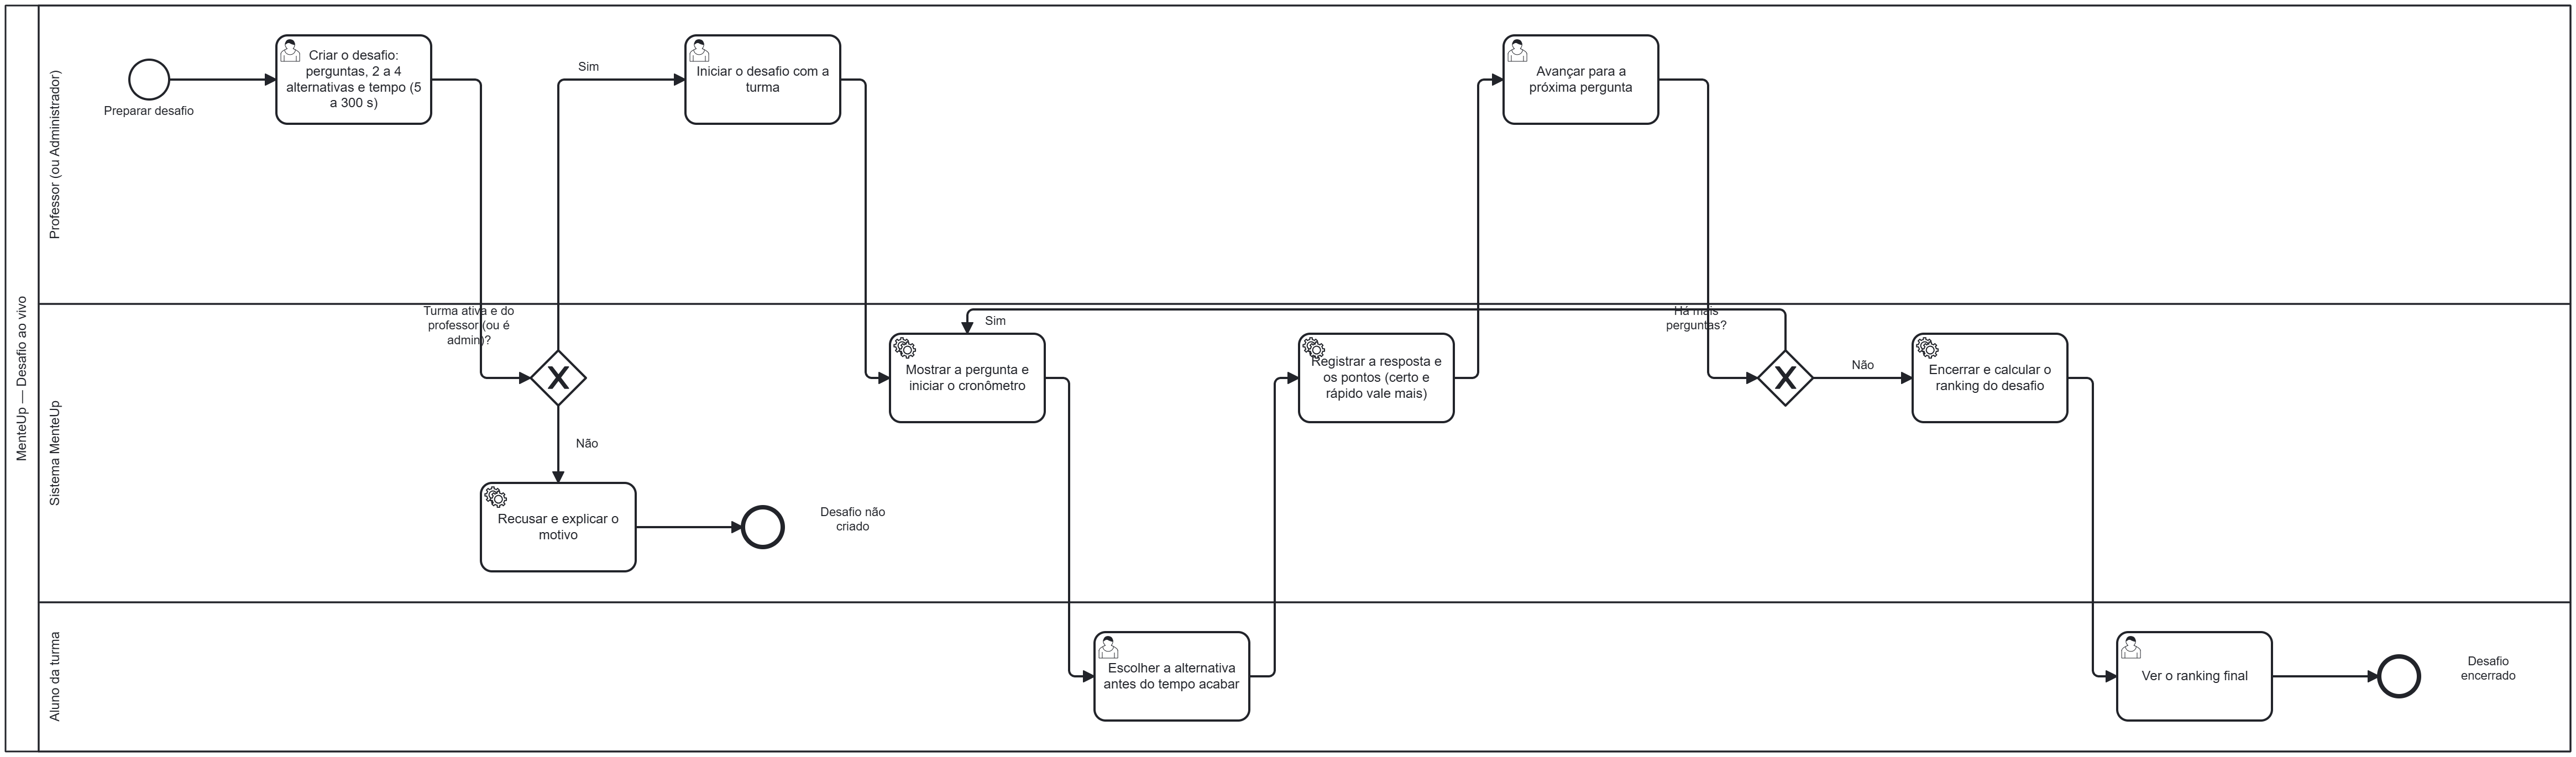 MenteUp — Desafio ao vivo
Professor (ou Administrador)
Preparar desafio
Criar o desafio:
perguntas, 2 a 4
alternativas e tempo (5
a 300 s)
Sim
Iniciar o desafio com a
turma
Avançar para a
próxima pergunta
Sistema MenteUp
Turma ativa e do
professor (ou é
admin)?
Não
Recusar e explicar o
motivo
Desafio não
criado
Sim
Mostrar a pergunta e
iniciar o cronômetro
Registrar a resposta e
os pontos (certo e
rápido vale mais)
Há mais
perguntas?
Não
Encerrar e calcular o
ranking do desafio
Aluno da turma
Escolher a alternativa
antes do tempo acabar
Ver o ranking final
Desafio
encerrado